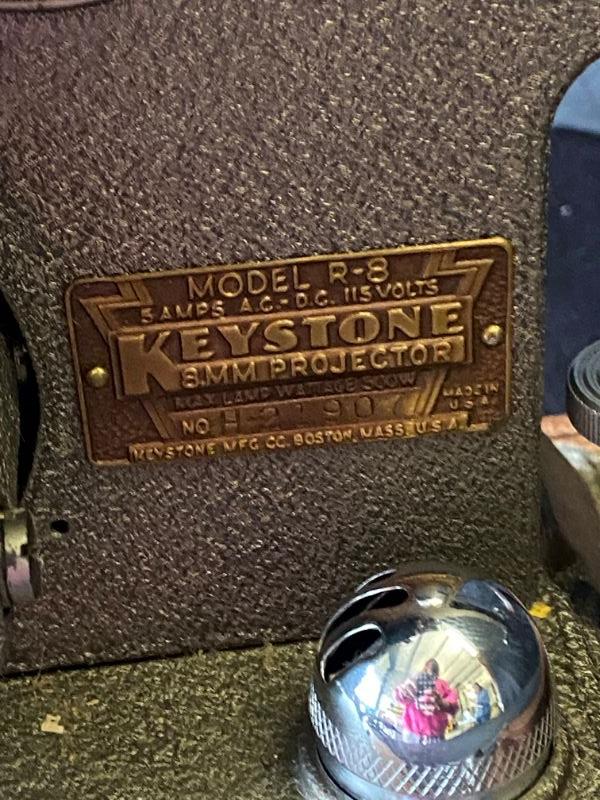 MODEL R-8
5 AMPS. A.C.-D.C. 115 VOLTS
KEYSTONE
8MM PROJECTOR
MAX. LAMP WATTAGE 500W
MADE IN
U.S.A.
NO.
KEYSTONE MFG CO. BOSTON, MASS., U.S.A.